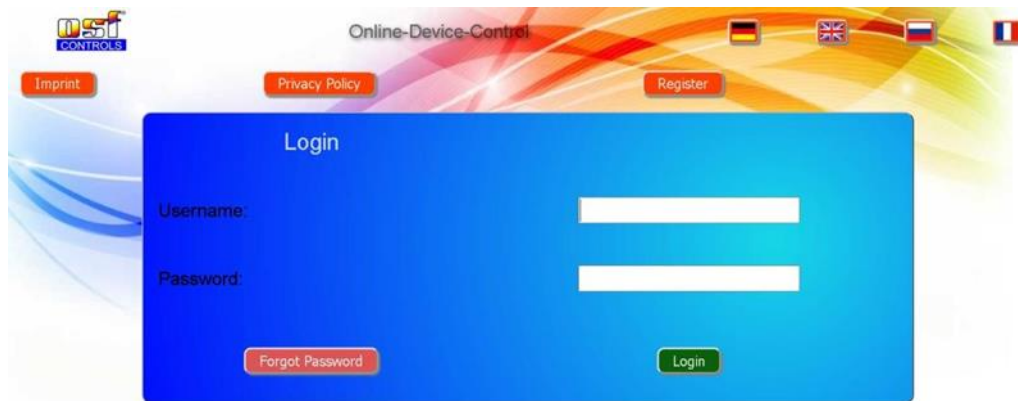 osf
CONTROLS
Online-Device-Control
Imprint
Privacy Policy
Register
Login
Username:
Password:
Forgot Password
Login